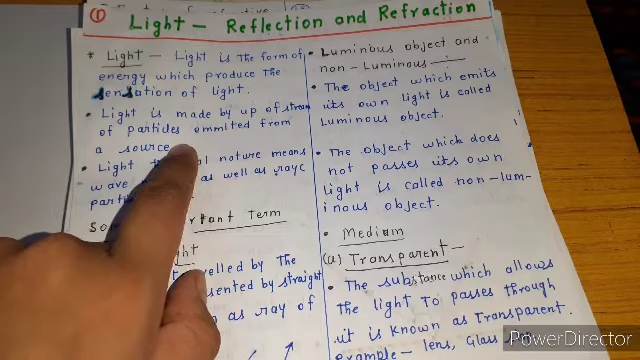 ① Light - Reflection and Refraction
* Light - Light is the form of
energy which produce the
sensation of light.
• Light is made by up of stream
of particles emmited from
a source
• Light nature means
wave as well as
parti
So rtant Term
ght
velled by the
sented by straight
as ray of
• Luminous object and
non-Luminous :
• The object which emits
its own light is called
Luminous object.
• The object which does
not passes its own
light is called non-lum-
inous object.
• Medium
(a) Transparent -
• The substance which allows
the light to passes through
it is known as Transparent.
example - lens, Glass
PowerDirector